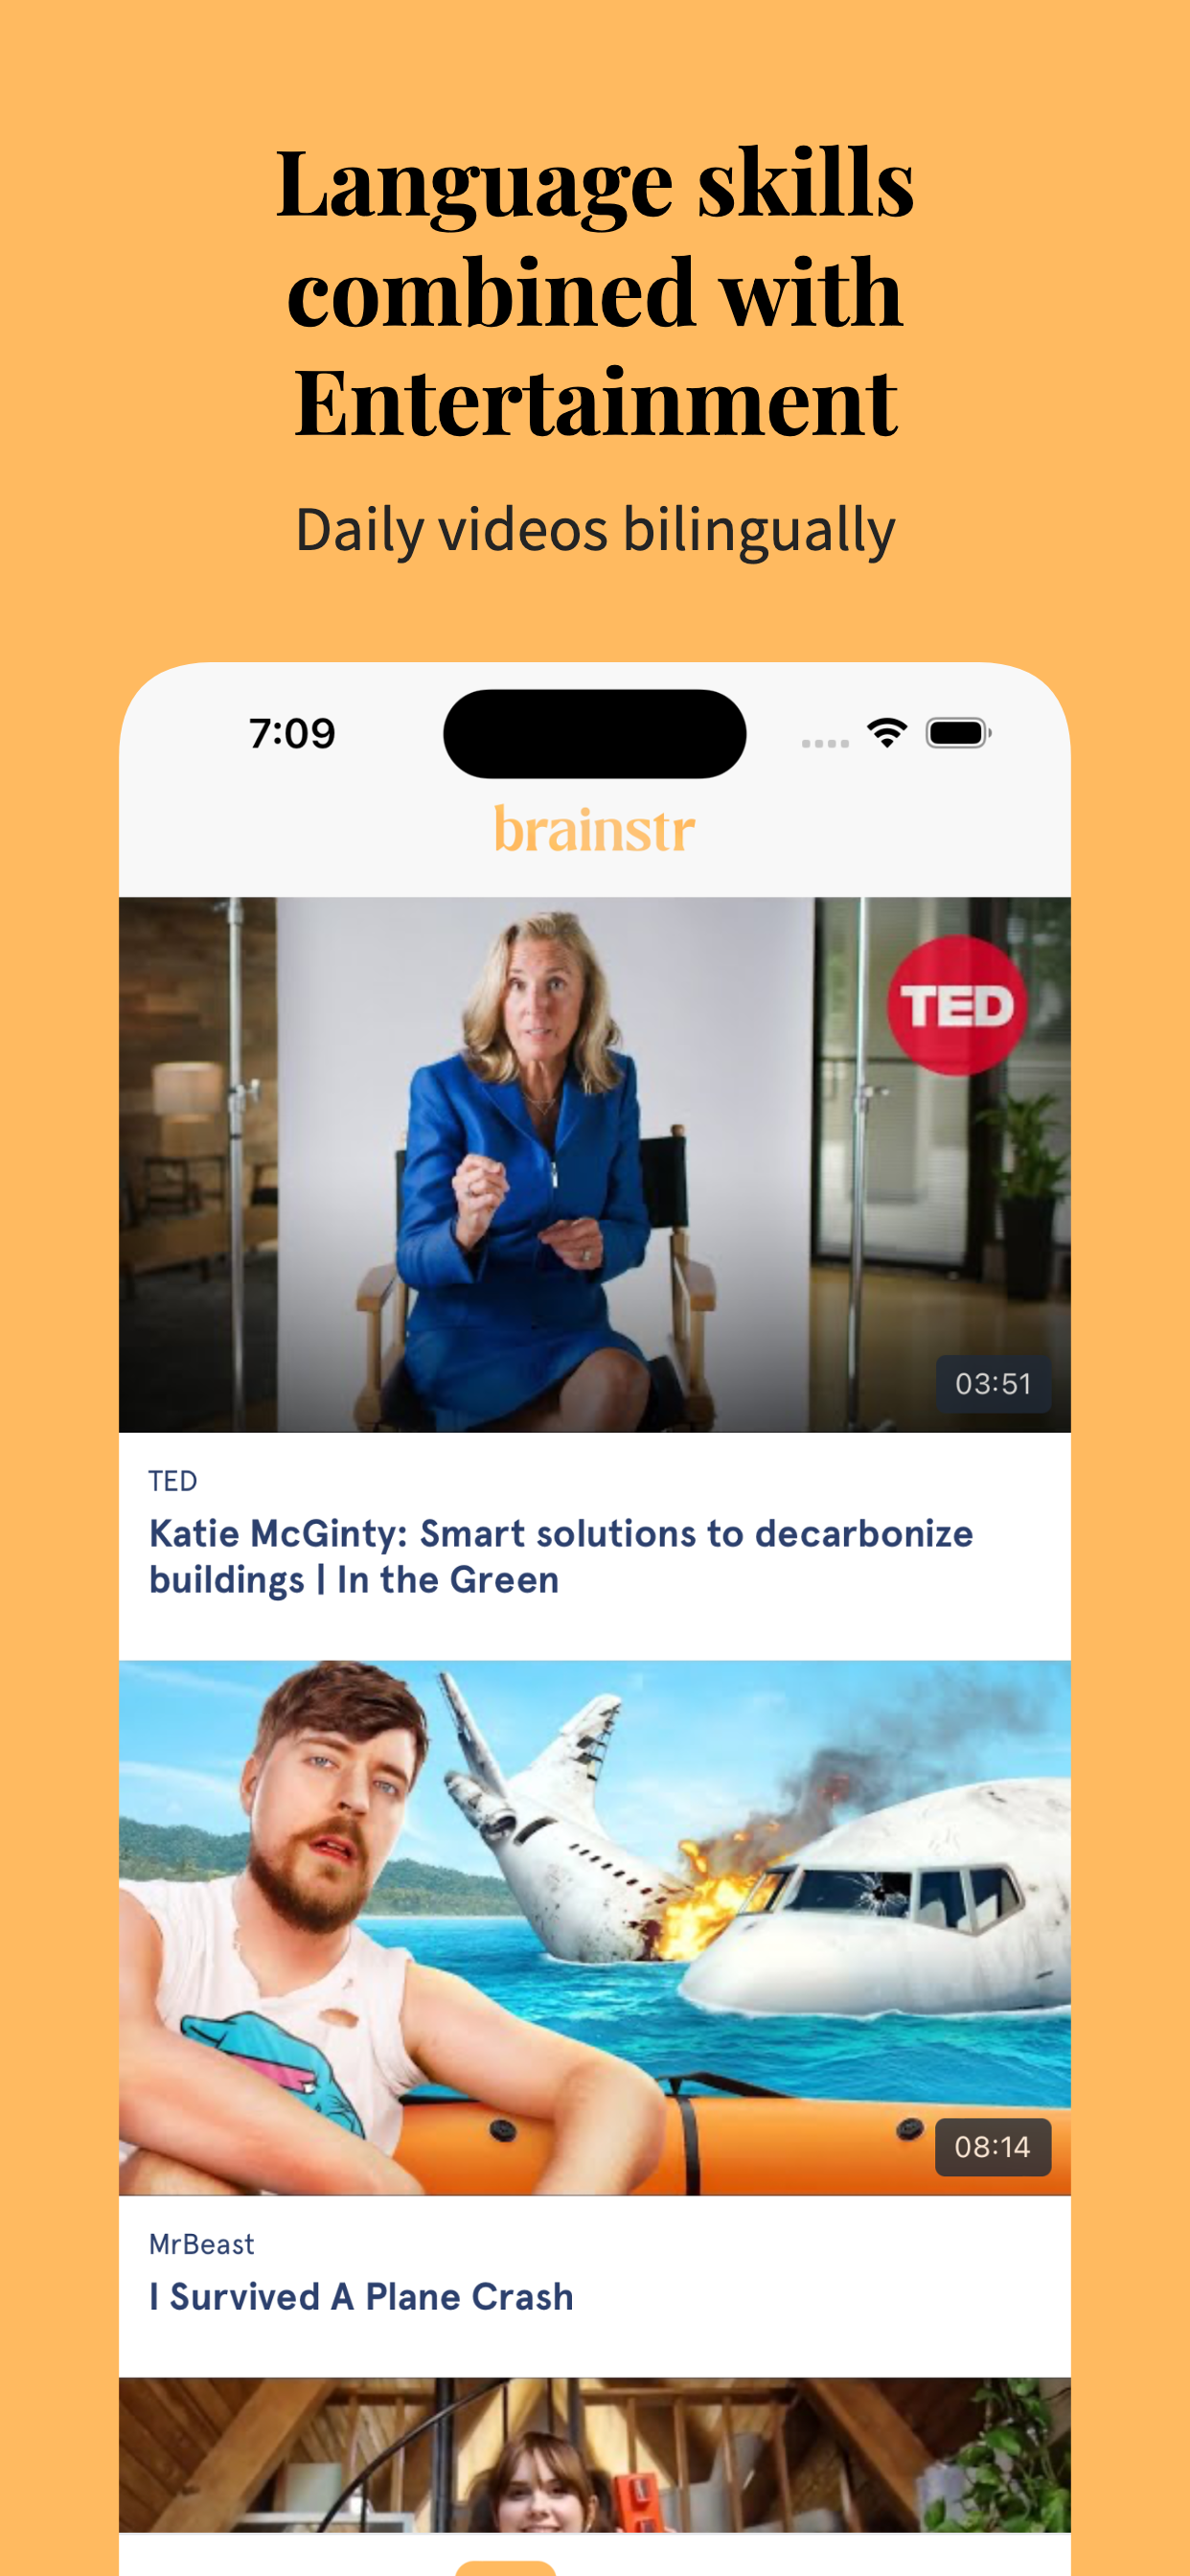 Language skills
combined with
Entertainment
Daily videos bilingually
7:09
brainstr
TED
03:51
TED
Katie McGinty: Smart solutions to decarbonize
buildings | In the Green
08:14
MrBeast
I Survived A Plane Crash